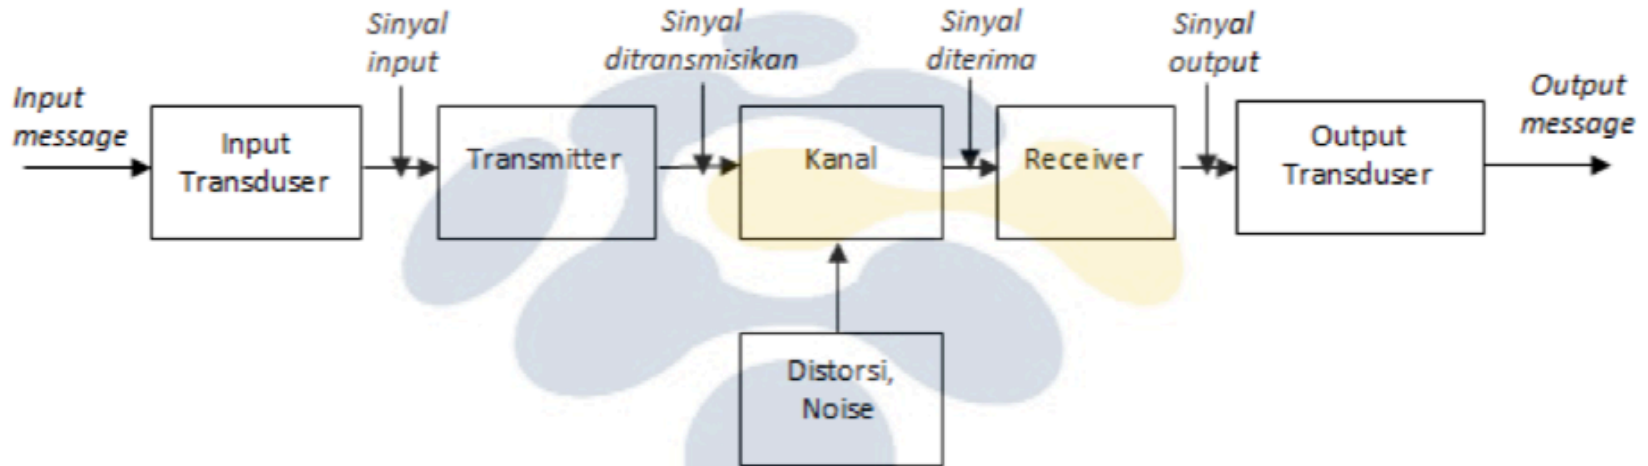 Input
message
Sinyal
input
Sinyal
ditransmisikan
Sinyal
diterima
Sinyal
output
Output
message
Input
Transduser
Transmitter
Kanal
Receiver
Output
Transduser
Distorsi,
Noise